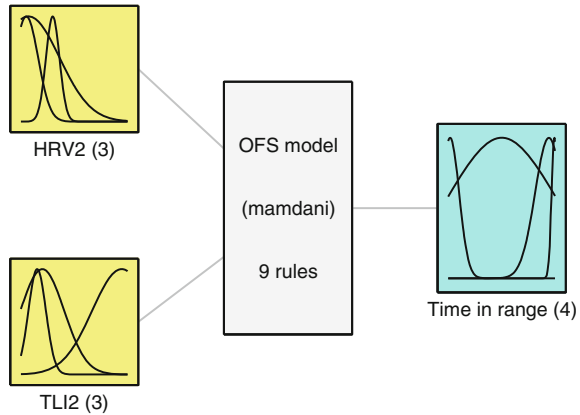 HRV2 (3)
OFS model
(mamdani)
9 rules
Time in range (4)
TLI2 (3)